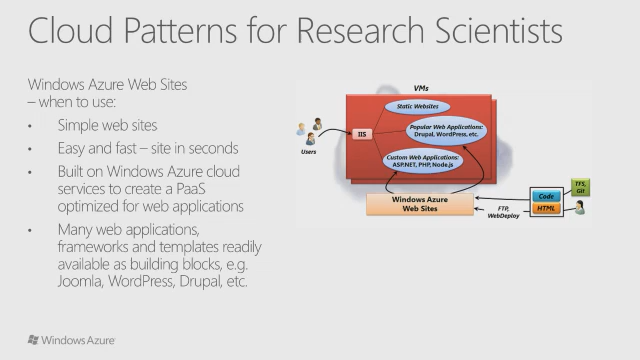 Cloud Patterns for Research Scientists
Windows Azure Web Sites
– when to use:
• Simple web sites
• Easy and fast – site in seconds
• Built on Windows Azure cloud
services to create a PaaS
optimized for web applications
• Many web applications,
frameworks and templates readily
available as building blocks, e.g.
Joomla, WordPress, Drupal, etc.
VMs
Static Websites
Popular Web Applications:
Drupal, WordPress, etc.
IIS
Users
Custom Web Applications:
ASP.NET, PHP, Node.js
Windows Azure
Web Sites
FTP,
WebDeploy
Code
HTML
TFS,
Git
Windows Azure